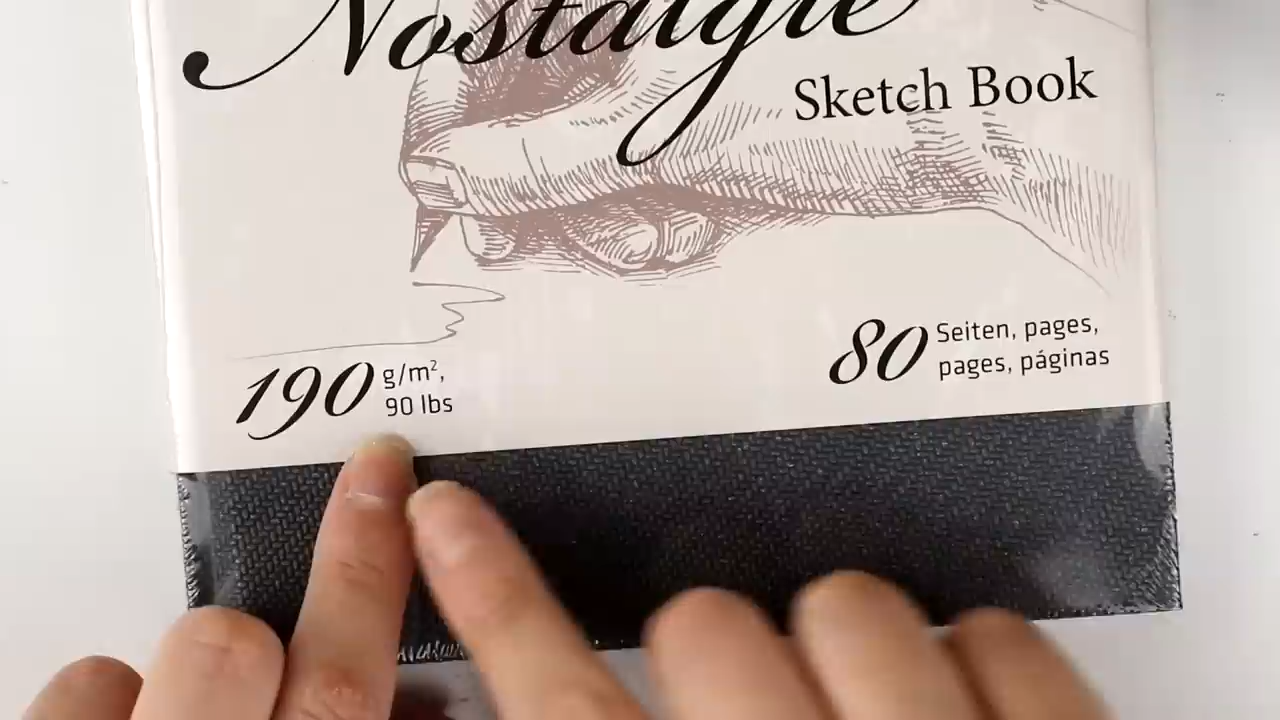 Nostalgie
Sketch Book
190 g/m²,
90 lbs
80 Seiten, pages,
pages, páginas